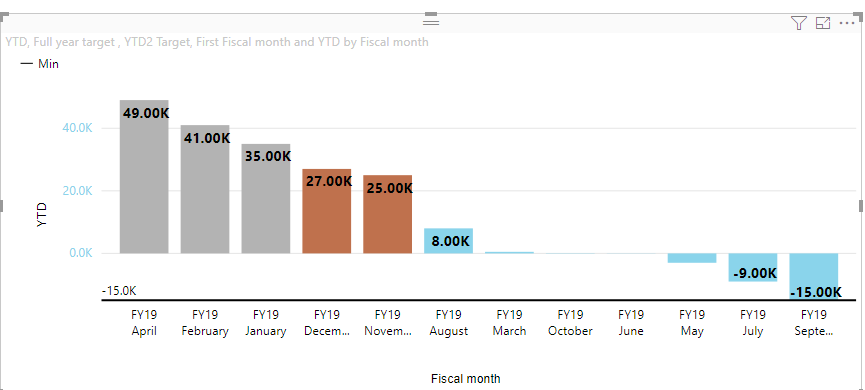 YTD, Full year target , YTD2 Target, First Fiscal month and YTD by Fiscal month
Min
49.00K
41.00K
35.00K
27.00K
25.00K
8.00K
-9.00K
-15.00K
40.0K
20.0K
0.0K
-15.0K
YTD
FY19 FY19 FY19 FY19 FY19 FY19 FY19 FY19 FY19 FY19 FY19 FY19
April February January Decem... Novem... August March October June May July Septe...
Fiscal month